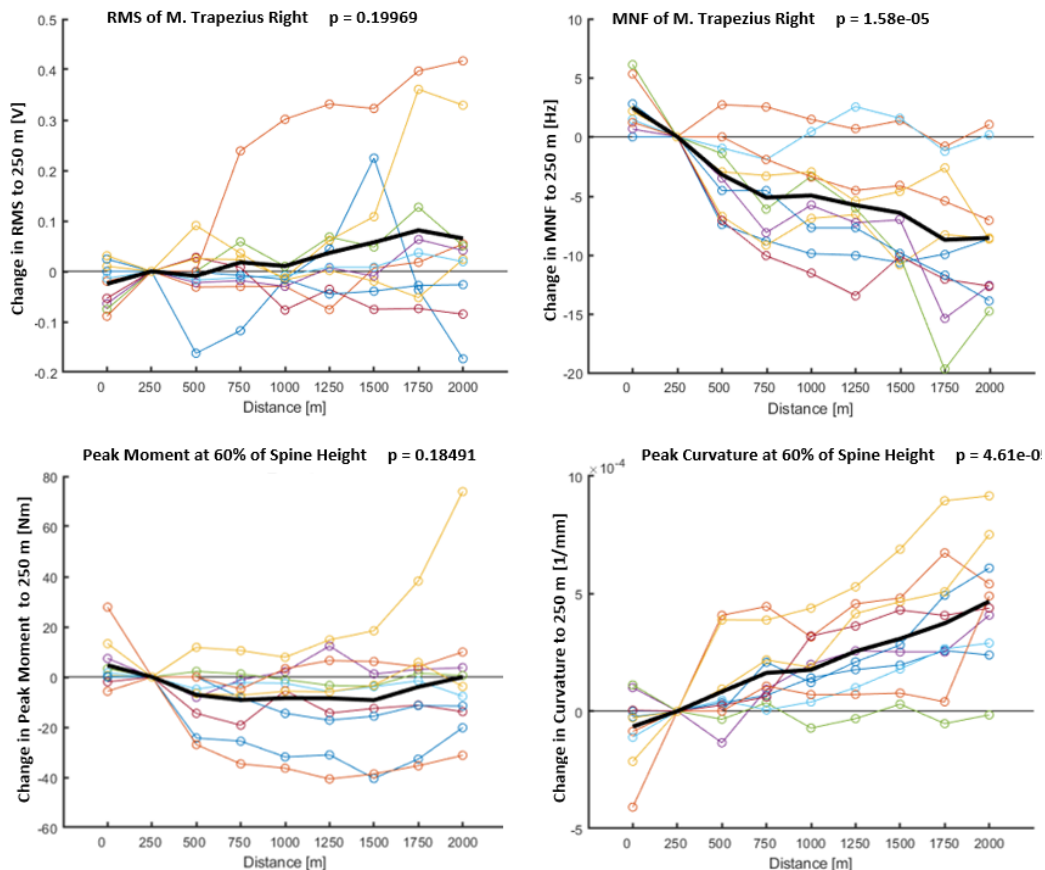 RMS of M. Trapezius Right p = 0.19969
0.5
0.4
0.3
0.2
0.1
0
-0.1
-0.2
Change in RMS to 250 m [V]
0 250 500 750 1000 1250 1500 1750 2000
Distance [m]
MNF of M. Trapezius Right p = 1.58e-05
10
5
0
-5
-10
-15
-20
Change in MNF to 250 m [Hz]
0 250 500 750 1000 1250 1500 1750 2000
Distance [m]
Peak Moment at 60% of Spine Height p = 0.18491
80
60
40
20
0
-20
-40
-60
Change in Peak Moment to 250 m [Nm]
0 250 500 750 1000 1250 1500 1750 2000
Distance [m]
Peak Curvature at 60% of Spine Height p = 4.61e-05
×10-4
10
5
0
-5
Change in Curvature to 250 m [1/mm]
0 250 500 750 1000 1250 1500 1750 2000
Distance [m]